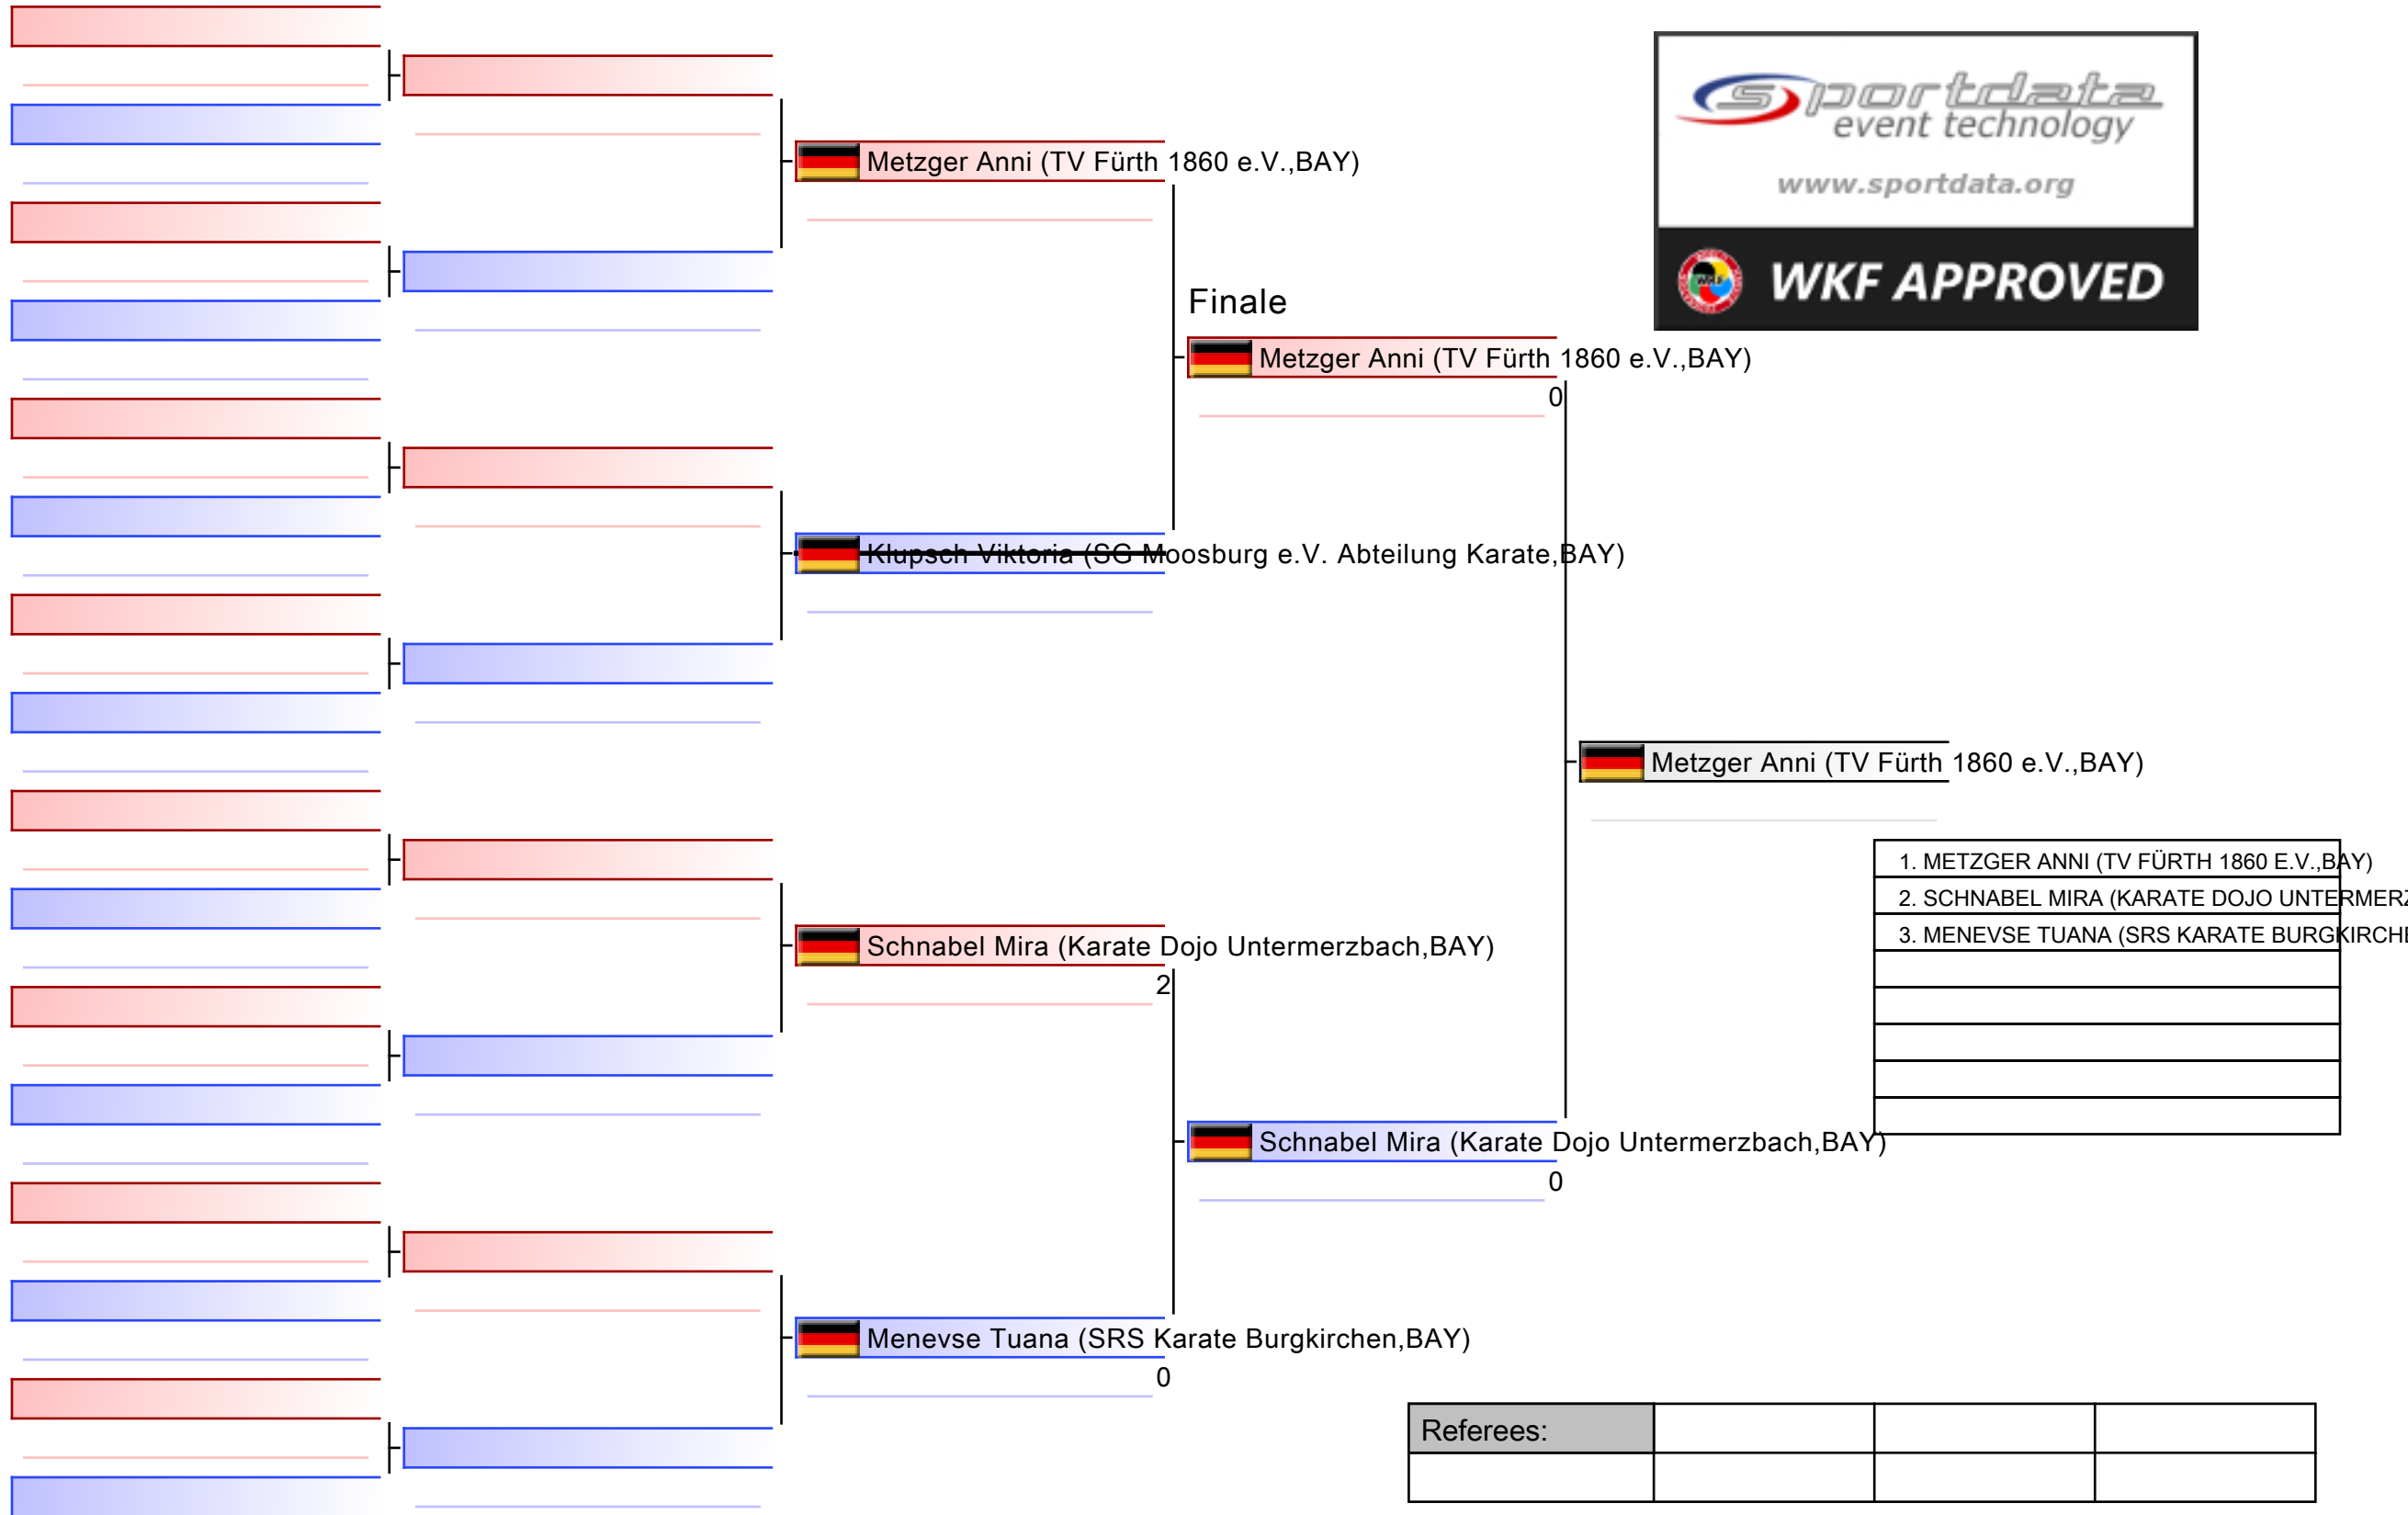 sportdata
event technology
www.sportdata.org
WKF APPROVED
Metzger Anni (TV Fürth 1860 e.V.,BAY)
Finale
Metzger Anni (TV Fürth 1860 e.V.,BAY)
0
Klupsch Viktoria (SG Moosburg e.V. Abteilung Karate,BAY)
Metzger Anni (TV Fürth 1860 e.V.,BAY)
1. METZGER ANNI (TV FÜRTH 1860 E.V.,BAY)
2. SCHNABEL MIRA (KARATE DOJO UNTERMERZ
3. MENEVSE TUANA (SRS KARATE BURGKIRCHE
Schnabel Mira (Karate Dojo Untermerzbach,BAY)
2
Schnabel Mira (Karate Dojo Untermerzbach,BAY)
0
Menevse Tuana (SRS Karate Burgkirchen,BAY)
0
Referees: